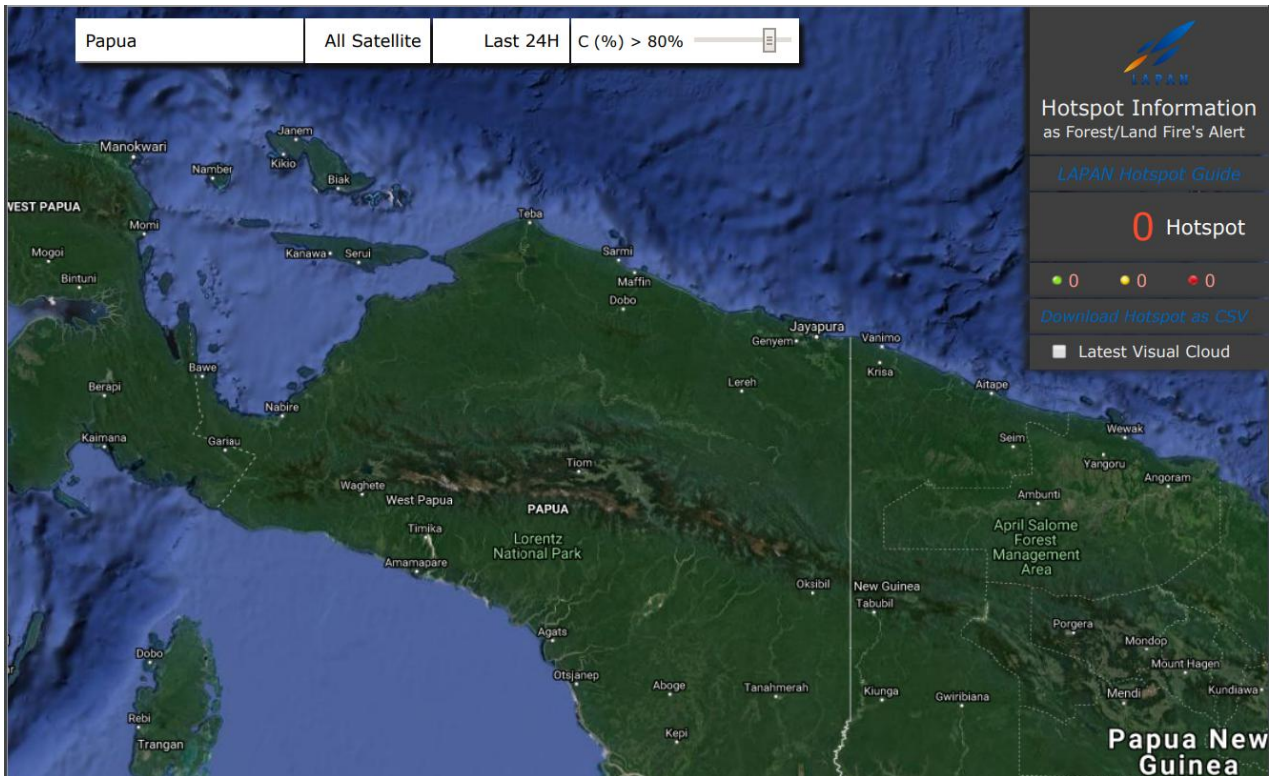 Papua
All Satellite
Last 24H
C (%) > 80%
LAPAN
Hotspot Information
as Forest/Land Fire's Alert
LAPAN Hotspot Guide
0 Hotspot
0 0 0
Download Hotspot as CSV
Latest Visual Cloud
Janem
Manokwari
Kikio
Namber
Biak
WEST PAPUA
Teba
Momi
Mogoi
Kanawa
Serui
Sarmi
Bintuni
Maffin
Dobo
Jayapura
Genyem
Vanimo
Bawe
Krisa
Berapi
Lereh
Aitape
Nabire
Kaimana
Gariau
Seim
Wewak
Tiom
Yangoru
Waghete
Angoram
West Papua
Ambunti
PAPUA
Timika
April Salome
Forest
Management
Area
Lorentz
National Park
Amamapare
Oksibil
New Guinea
Tabubil
Porgera
Agats
Mondop
Dobo
Mount Hagen
Otsjanep
Aboge
Tanahmerah
Kiunga
Gwiribiana
Mendi
Kundiawa
Rebi
Kepi
Trangan
Papua New
Guinea